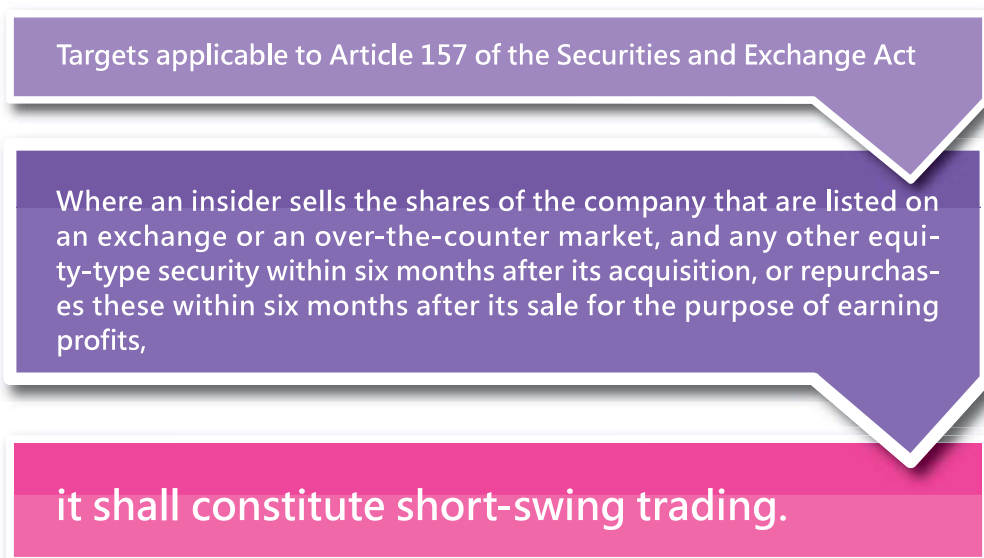 Targets applicable to Article 157 of the Securities and Exchange Act
Where an insider sells the shares of the company that are listed on
an exchange or an over-the-counter market, and any other equi-
ty-type security within six months after its acquisition, or repurchas-
es these within six months after its sale for the purpose of earning
profits,
it shall constitute short-swing trading.